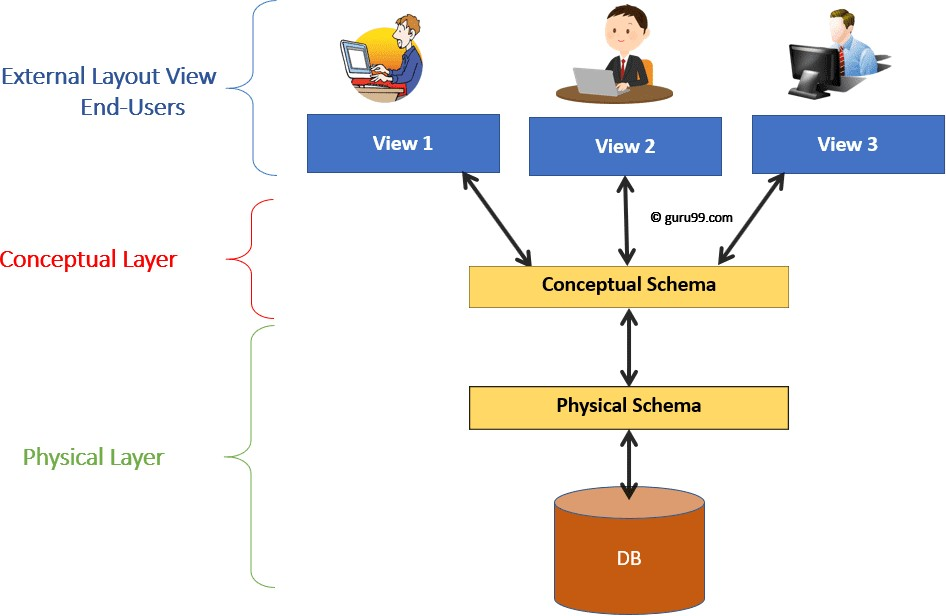 External Layout View
End-Users
View 1
View 2
View 3
© guru99.com
Conceptual Layer
Conceptual Schema
Physical Schema
Physical Layer
DB